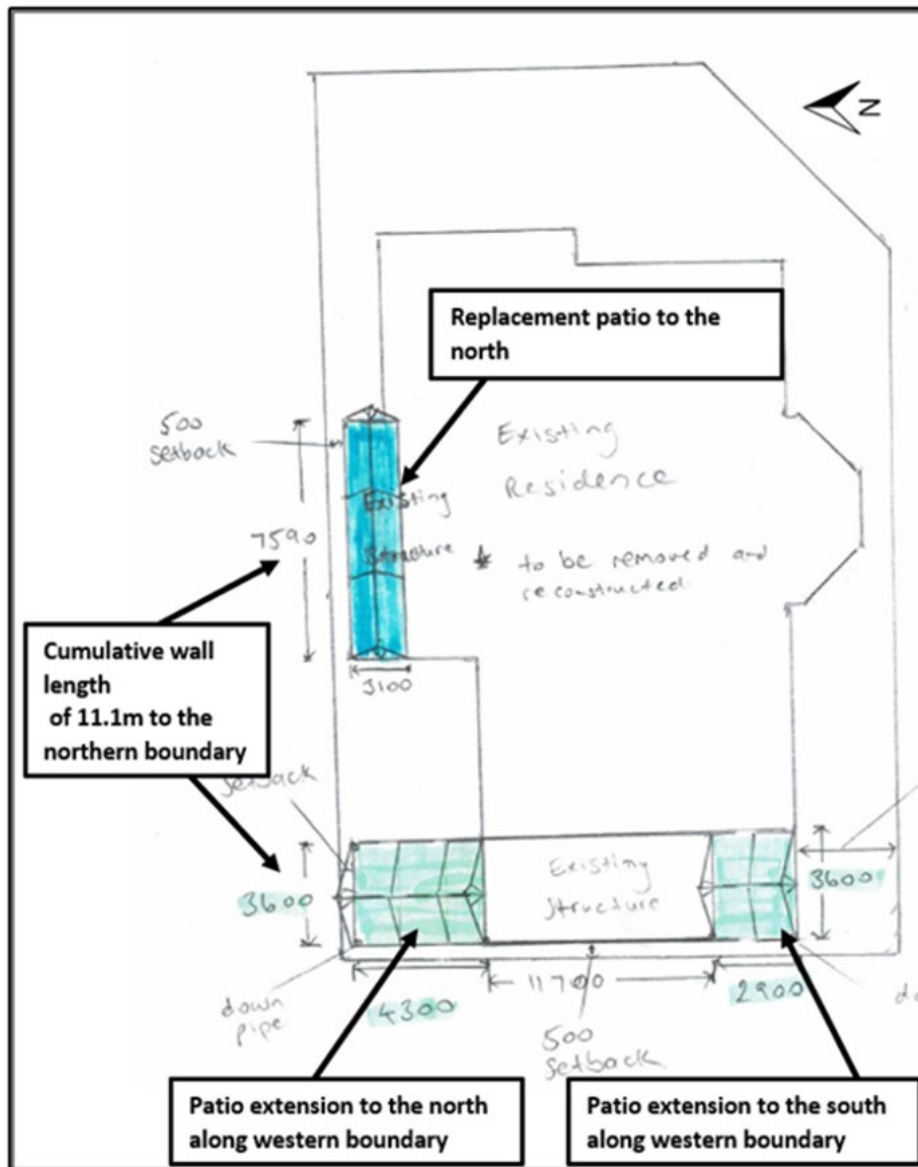 N
Replacement patio to the
north
500
setback
Existing
Residence
Existing
Structure
* to be removed and
reconstructed.
7590
3100
Cumulative wall
length
of 11.1m to the
northern boundary
setback
3600
Existing
Structure
3600
down
pipe
4300
11700
2900
do
500
setback
Patio extension to the north
along western boundary
Patio extension to the south
along western boundary